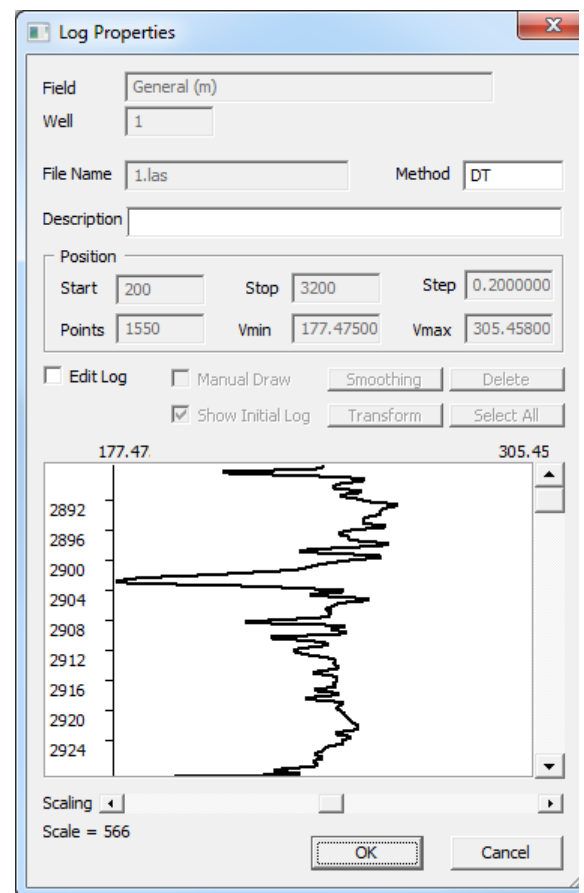 Log Properties
Field General (m)
Well 1
File Name 1.las Method DT
Description
Position
Start 200 Stop 3200 Step 0.2000000
Points 1550 Vmin 177.47500 Vmax 305.45800
Edit Log Manual Draw Smoothing Delete
Show Initial Log Transform Select All
177.47 305.45
2892
2896
2900
2904
2908
2912
2916
2920
2924
Scaling
Scale = 566
OK Cancel